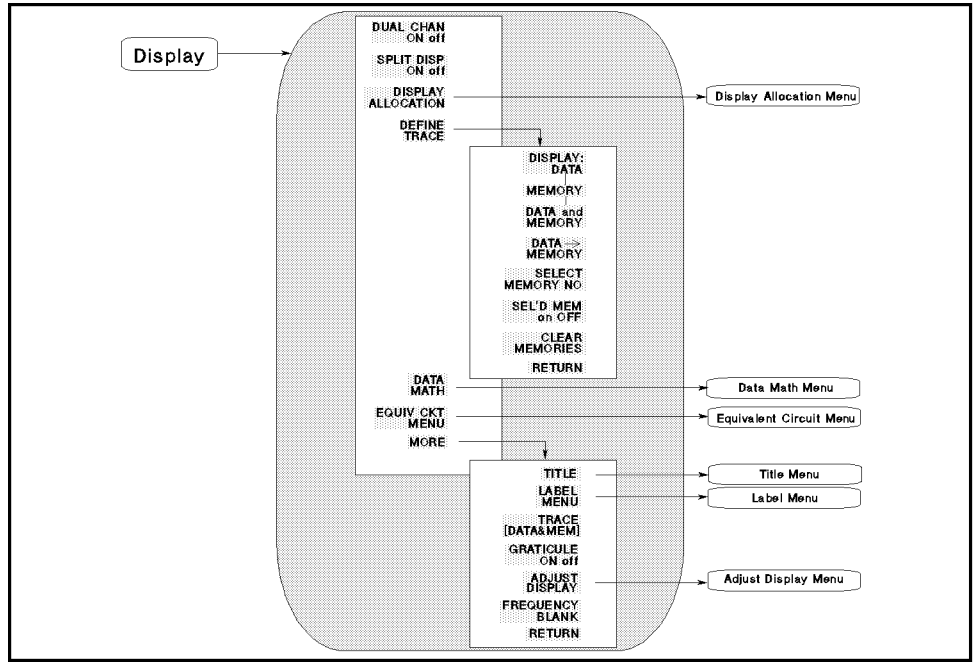 Display
DUAL CHAN
ON off
SPLIT DISP
ON off
DISPLAY
ALLOCATION
Display Allocation Menu
DEFINE
TRACE
DISPLAY:
DATA
MEMORY
DATA and
MEMORY
DATA →
MEMORY
SELECT
MEMORY NO
SEL'D MEM
on OFF
CLEAR
MEMORIES
RETURN
DATA
MATH
Data Math Menu
EQUIV CKT
MENU
Equivalent Circuit Menu
MORE
TITLE
Title Menu
LABEL
MENU
Label Menu
TRACE
[DATA&MEM]
GRATICULE
ON off
ADJUST
DISPLAY
Adjust Display Menu
FREQUENCY
BLANK
RETURN